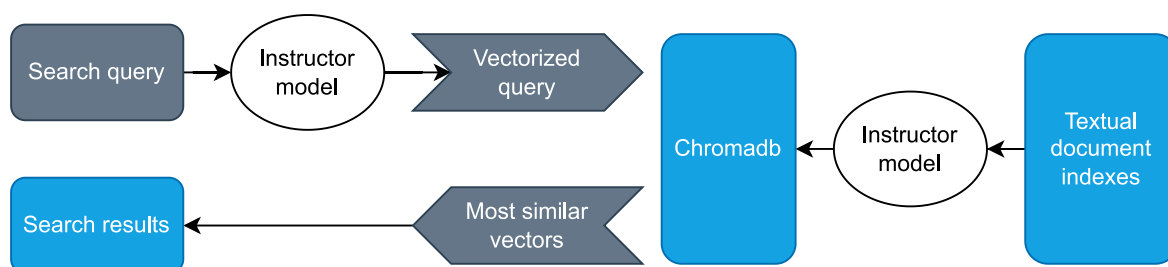 Search query
Instructor
model
Vectorized
query
Chromadb
Instructor
model
Textual
document
indexes
Search results
Most similar
vectors